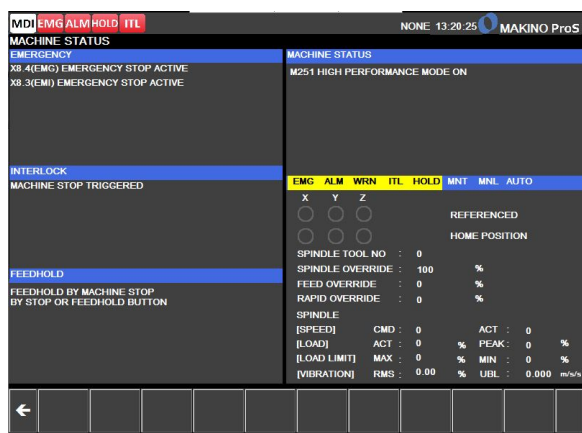 MDI EMG ALM HOLD ITL NONE 13:20:25 MAKINO ProS
MACHINE STATUS
EMERGENCY
X8.4(EMG) EMERGENCY STOP ACTIVE
X8.3(EMI) EMERGENCY STOP ACTIVE
INTERLOCK
MACHINE STOP TRIGGERED
FEEDHOLD
FEEDHOLD BY MACHINE STOP
BY STOP OR FEEDHOLD BUTTON
MACHINE STATUS
M251 HIGH PERFORMANCE MODE ON
EMG ALM WRN ITL HOLD MNT MNL AUTO
X Y Z
REFERENCED
HOME POSITION
SPINDLE TOOL NO : 0
SPINDLE OVERRIDE : 100 %
FEED OVERRIDE : 0 %
RAPID OVERRIDE : 0 %
SPINDLE
[SPEED] CMD : 0 ACT : 0
[LOAD] ACT : 0 % PEAK : 0 %
[LOAD LIMIT] MAX : 0 % MIN : 0 %
[VIBRATION] RMS : 0.00 % UBL : 0.000 m/s/s